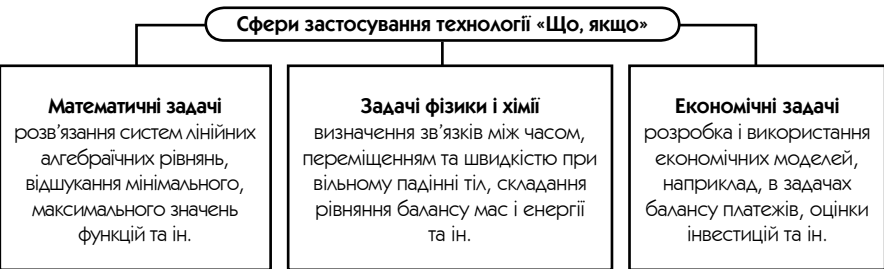 Сфери застосування технології «Що, якщо»
Математичні задачі
розв’язання систем лінійних
алгебраїчних рівнянь,
відшукання мінімального,
максимального значень
функцій та ін.
Задачі фізики і хімії
визначення зв’язків між часом,
переміщенням та швидкістю при
вільному падінні тіл, складання
рівняння балансу мас і енергії
та ін.
Економічні задачі
розробка і використання
економічних моделей,
наприклад, в задачах
балансу платежів, оцінки
інвестицій та ін.